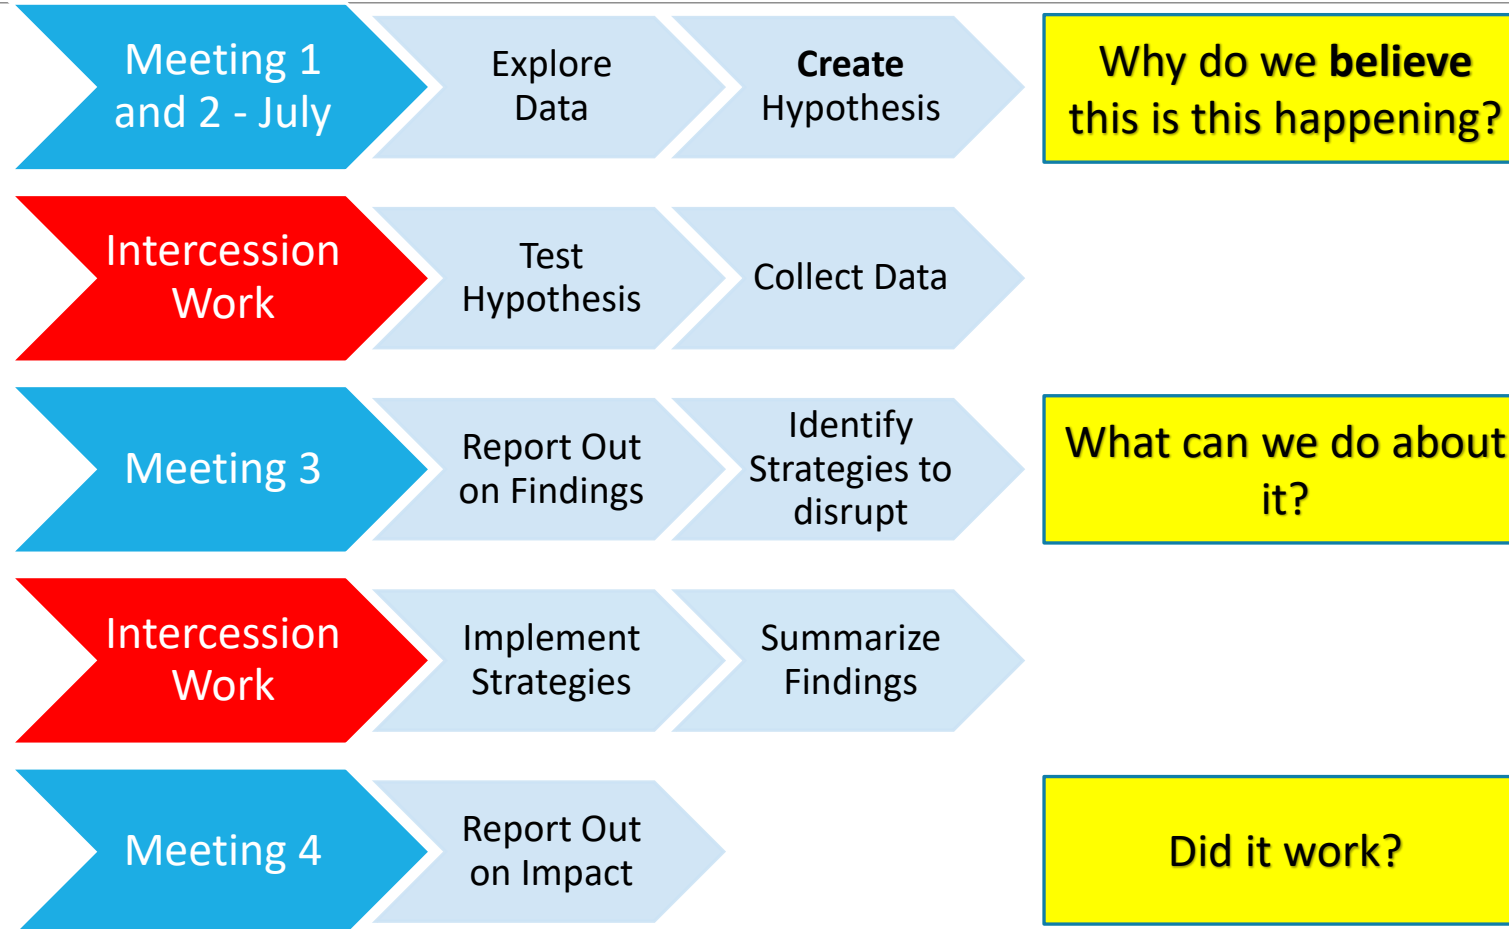 Meeting 1
and 2 - July
Explore
Data
Create
Hypothesis
Why do we believe
this is this happening?
Intercession
Work
Test
Hypothesis
Collect Data
Meeting 3
Report Out
on Findings
Identify
Strategies to
disrupt
What can we do about
it?
Intercession
Work
Implement
Strategies
Summarize
Findings
Meeting 4
Report Out
on Impact
Did it work?